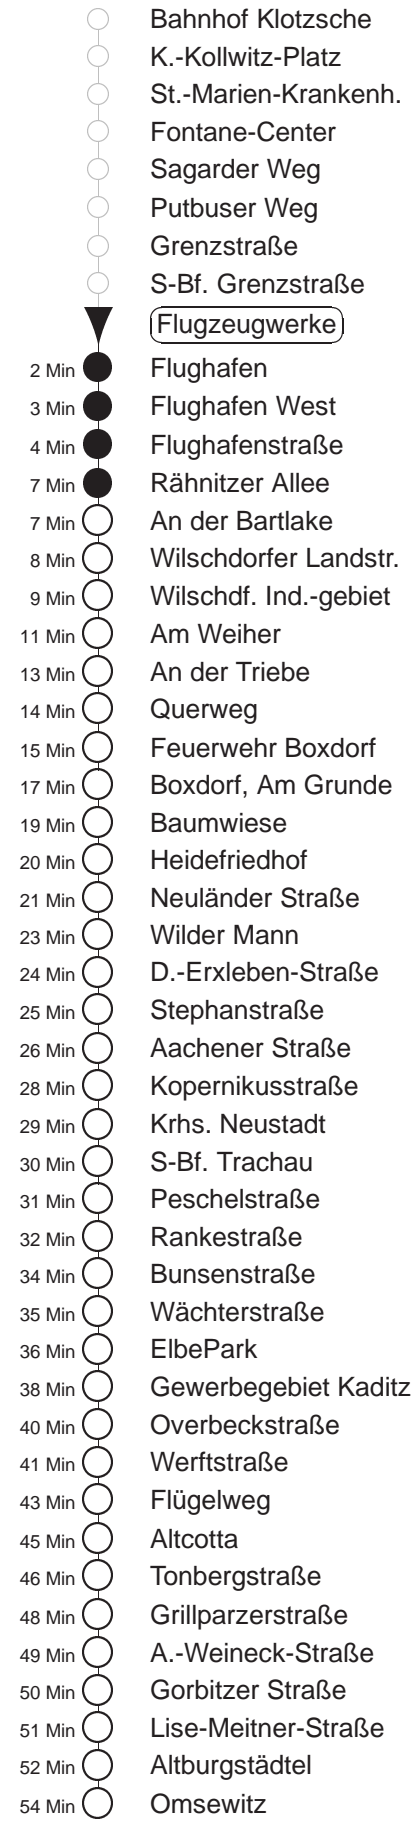 Bahnhof Klotzsche
K.-Kollwitz-Platz
St.-Marien-Krankenh.
Fontane-Center
Sagarder Weg
Putbuser Weg
Grenzstraße
S-Bf. Grenzstraße
Flugzeugwerke
2 Min Flughafen
3 Min Flughafen West
4 Min Flughafenstraße
7 Min Rähnitzer Allee
7 Min An der Bartlake
8 Min Wilschdorfer Landstr.
9 Min Wilschdf. Ind.-gebiet
11 Min Am Weiher
13 Min An der Triebe
14 Min Querweg
15 Min Feuerwehr Boxdorf
17 Min Boxdorf, Am Grunde
19 Min Baumwiese
20 Min Heidefriedhof
21 Min Neuländer Straße
23 Min Wilder Mann
24 Min D.-Erxleben-Straße
25 Min Stephanstraße
26 Min Aachener Straße
28 Min Kopernikusstraße
29 Min Krhs. Neustadt
30 Min S-Bf. Trachau
31 Min Peschelstraße
32 Min Rankestraße
34 Min Bunsenstraße
35 Min Wächterstraße
36 Min ElbePark
38 Min Gewerbegebiet Kaditz
40 Min Overbeckstraße
41 Min Werftstraße
43 Min Flügelweg
45 Min Altcotta
46 Min Tonbergstraße
48 Min Grillparzerstraße
49 Min A.-Weineck-Straße
50 Min Gorbitzer Straße
51 Min Lise-Meitner-Straße
52 Min Altburgstädtel
54 Min Omsewitz